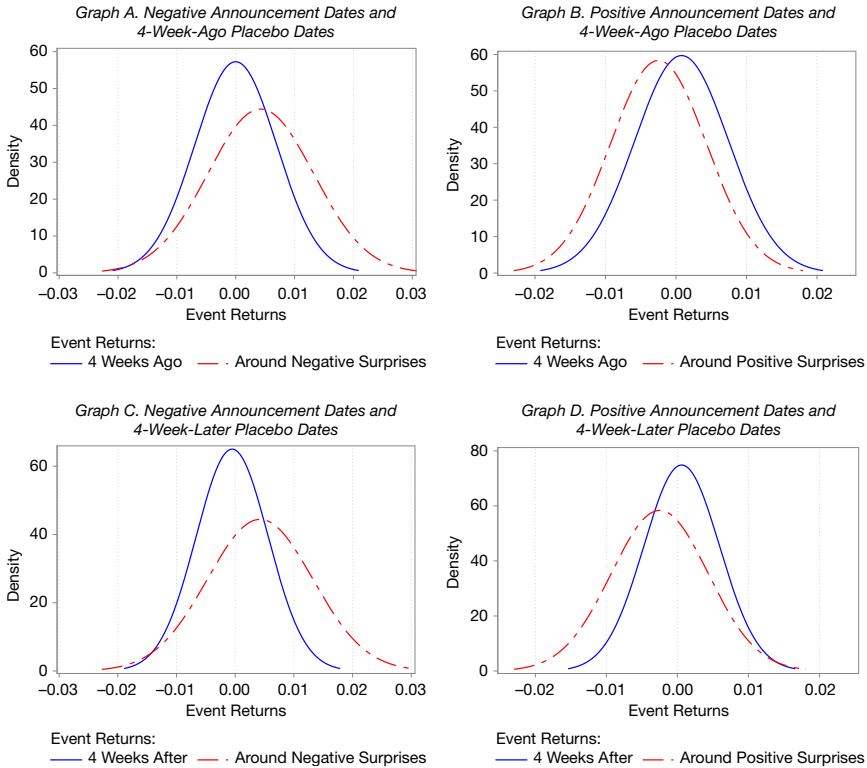 Graph A. Negative Announcement Dates and
4-Week-Ago Placebo Dates
60
50
40
30
20
10
0
Density
−0.03 −0.02 −0.01 0.00 0.01 0.02 0.03
Event Returns
Event Returns:
4 Weeks Ago Around Negative Surprises
Graph B. Positive Announcement Dates and
4-Week-Ago Placebo Dates
60
50
40
30
20
10
0
Density
−0.02 −0.01 0.00 0.01 0.02
Event Returns
Event Returns:
4 Weeks Ago Around Positive Surprises
Graph C. Negative Announcement Dates and
4-Week-Later Placebo Dates
60
40
20
0
Density
−0.03 −0.02 −0.01 0.00 0.01 0.02 0.03
Event Returns
Event Returns:
4 Weeks After Around Negative Surprises
Graph D. Positive Announcement Dates and
4-Week-Later Placebo Dates
80
60
40
20
0
Density
−0.02 −0.01 0.00 0.01 0.02
Event Returns
Event Returns:
4 Weeks After Around Positive Surprises